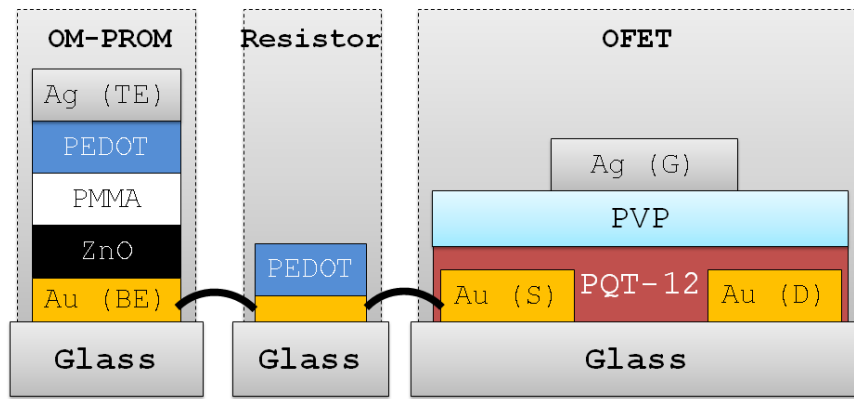 OM-PROM
Resistor
OFET
Ag (TE)
PEDOT
PMMA
ZnO
Au (BE)
Glass
PEDOT
Glass
Ag (G)
PVP
PQT-12
Au (S)
Au (D)
Glass